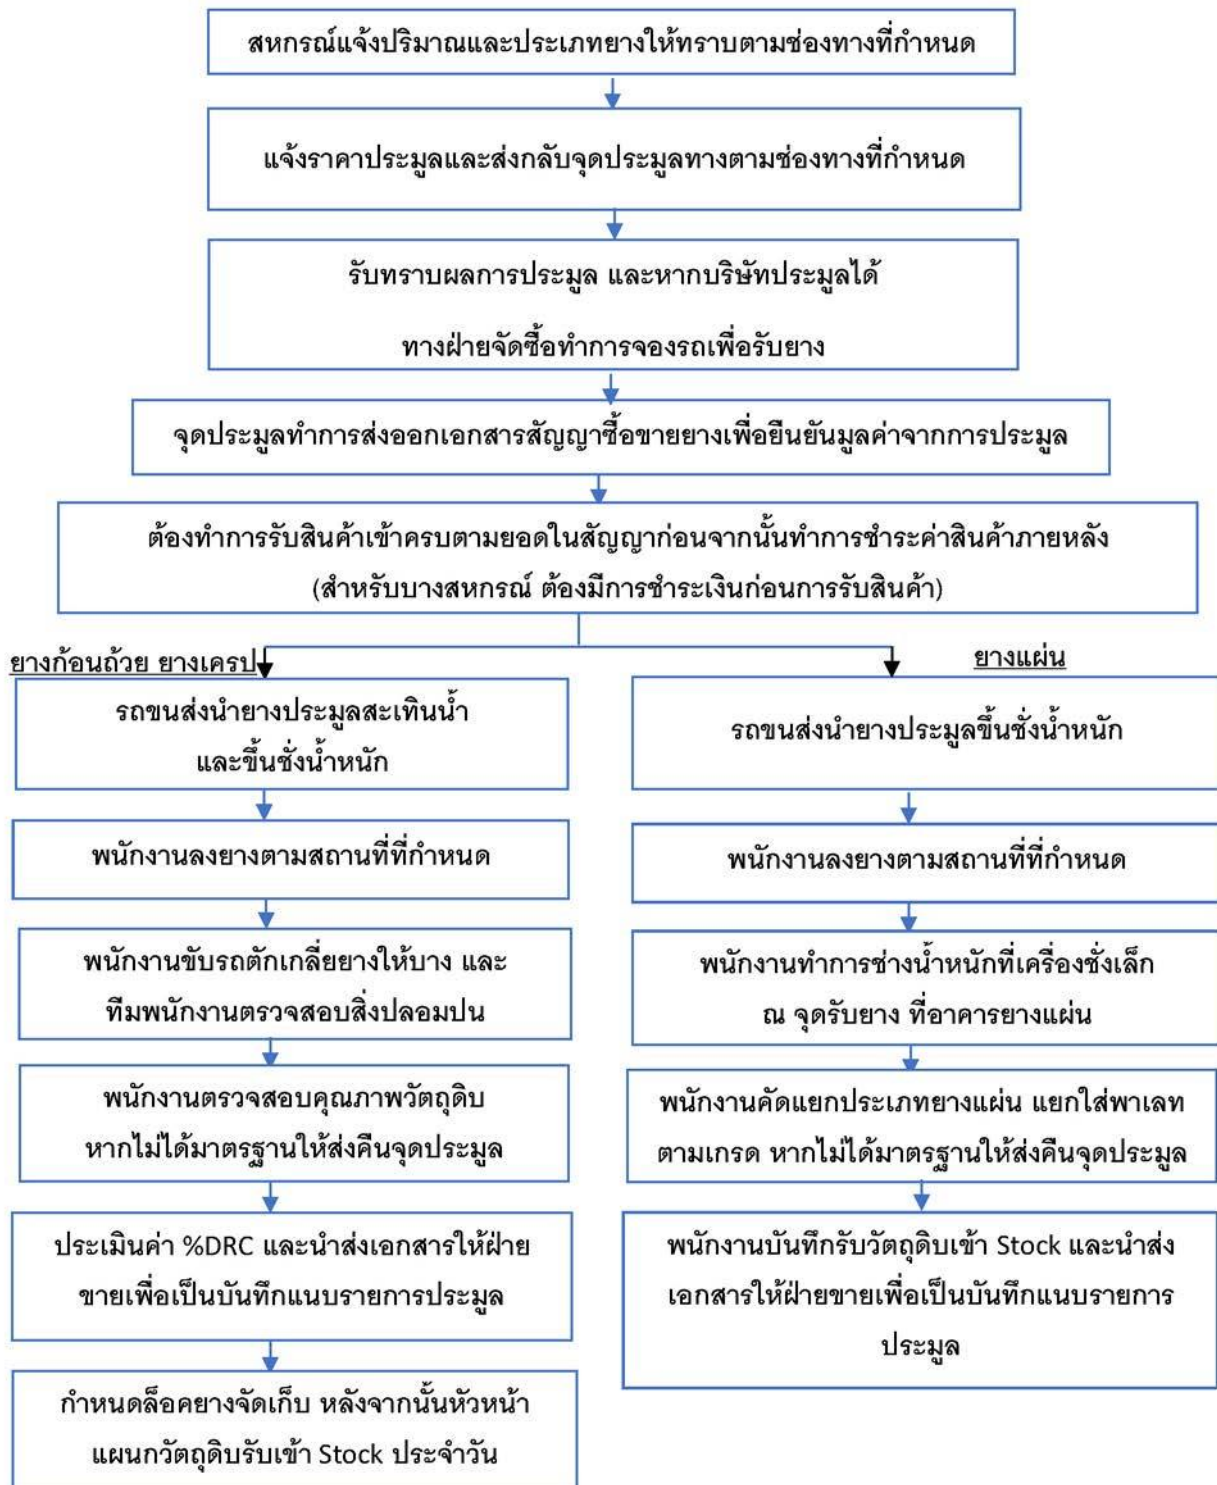 สหกรณ์แจ้งปริมาณและประเภทยางให้ทราบตามช่องทางที่กำหนด
แจ้งราคาประมูลและส่งกลับจุดประมูลทางตามช่องทางที่กำหนด
รับทราบผลการประมูล และหากบริษัทประมูลได้
ทางฝ่ายจัดซื้อทำการจองรถเพื่อรับยาง
จุดประมูลทำการส่งออกเอกสารสัญญาซื้อขายยางเพื่อยืนยันมูลค่าจากการประมูล
ต้องทำการรับสินค้าเข้าครบตามยอดในสัญญาก่อนจากนั้นทำการชำระค่าสินค้าภายหลัง
(สำหรับบางสหกรณ์ ต้องมีการชำระเงินก่อนการรับสินค้า)
ยางก้อนถ้วย ยางเครป
รถขนส่งนำยางประมูลสะเทินน้ำ
และขึ้นชั่งน้ำหนัก
พนักงานลงยางตามสถานที่ที่กำหนด
พนักงานขับรถตักเกลี่ยยางให้บาง และ
ทีมพนักงานตรวจสอบสิ่งปลอมปน
พนักงานตรวจสอบคุณภาพวัตถุดิบ
หากไม่ได้มาตรฐานให้ส่งคืนจุดประมูล
ประเมินค่า %DRC และนำส่งเอกสารให้ฝ่าย
ขายเพื่อเป็นบันทึกแนบรายการประมูล
กำหนดล็อคยางจัดเก็บ หลังจากนั้นหัวหน้า
แผนกวัตถุดิบรับเข้า Stock ประจำวัน
ยางแผ่น
รถขนส่งนำยางประมูลขึ้นชั่งน้ำหนัก
พนักงานลงยางตามสถานที่ที่กำหนด
พนักงานทำการช่างน้ำหนักที่เครื่องชั่งเล็ก
ณ จุดรับยาง ที่อาคารยางแผ่น
พนักงานคัดแยกประเภทยางแผ่น แยกใส่พาเลท
ตามเกรด หากไม่ได้มาตรฐานให้ส่งคืนจุดประมูล
พนักงานบันทึกรับวัตถุดิบเข้า Stock และนำส่ง
เอกสารให้ฝ่ายขายเพื่อเป็นบันทึกแนบรายการ
ประมูล